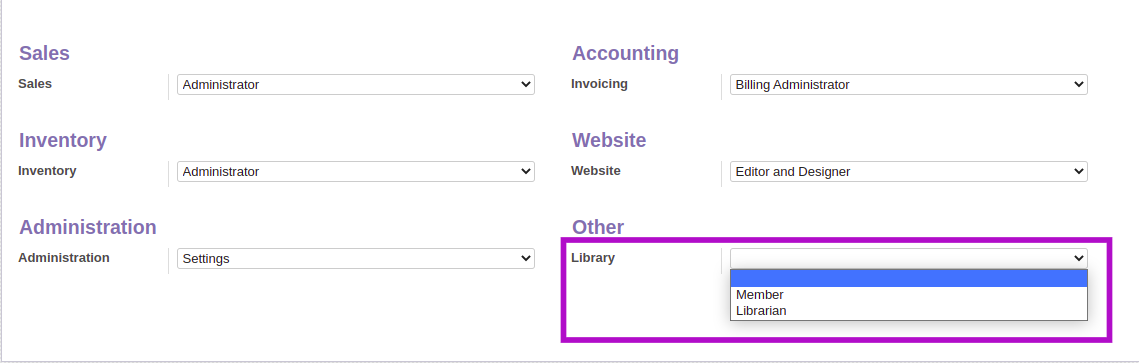 Sales
Accounting
Sales Administrator
Invoicing Billing Administrator
Inventory
Website
Inventory Administrator
Website Editor and Designer
Administration
Other
Administration Settings
Library
Member
Librarian